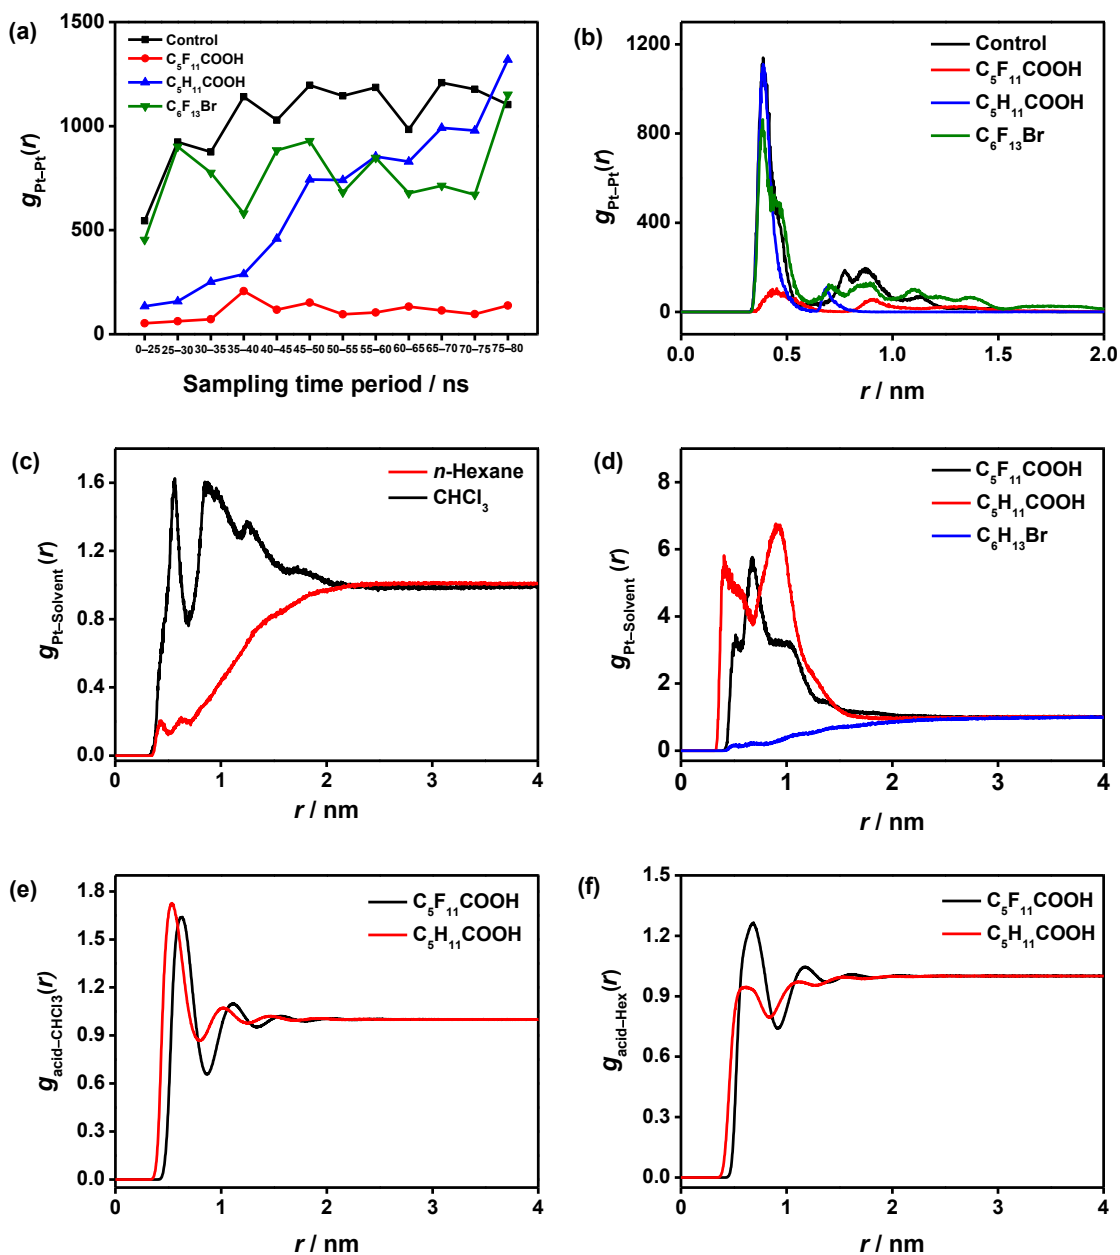 (a)
1500
1000
500
0
g Pt–Pt(r)
Control
C5F11COOH
C5H11COOH
C6F13Br
0–25 25–30 30–35 35–40 40–45 45–50 50–55 55–60 60–65 65–70 70–75 75–80
Sampling time period / ns
(b)
1200
800
400
0
g Pt–Pt(r)
Control
C5F11COOH
C5H11COOH
C6F13Br
0.0 0.5 1.0 1.5 2.0
r / nm
(c)
1.6
1.2
0.8
0.4
0.0
g Pt–Solvent(r)
n-Hexane
CHCl3
0 1 2 3 4
r / nm
(d)
8
6
4
2
0
g Pt–Solvent(r)
C5F11COOH
C5H11COOH
C6H13Br
0 1 2 3 4
r / nm
(e)
1.8
1.5
1.2
0.9
0.6
0.3
0.0
g acid–CHCl3(r)
C5F11COOH
C5H11COOH
0 1 2 3 4
r / nm
(f)
1.5
1.2
0.9
0.6
0.3
0.0
g acid–Hex(r)
C5F11COOH
C5H11COOH
0 1 2 3 4
r / nm